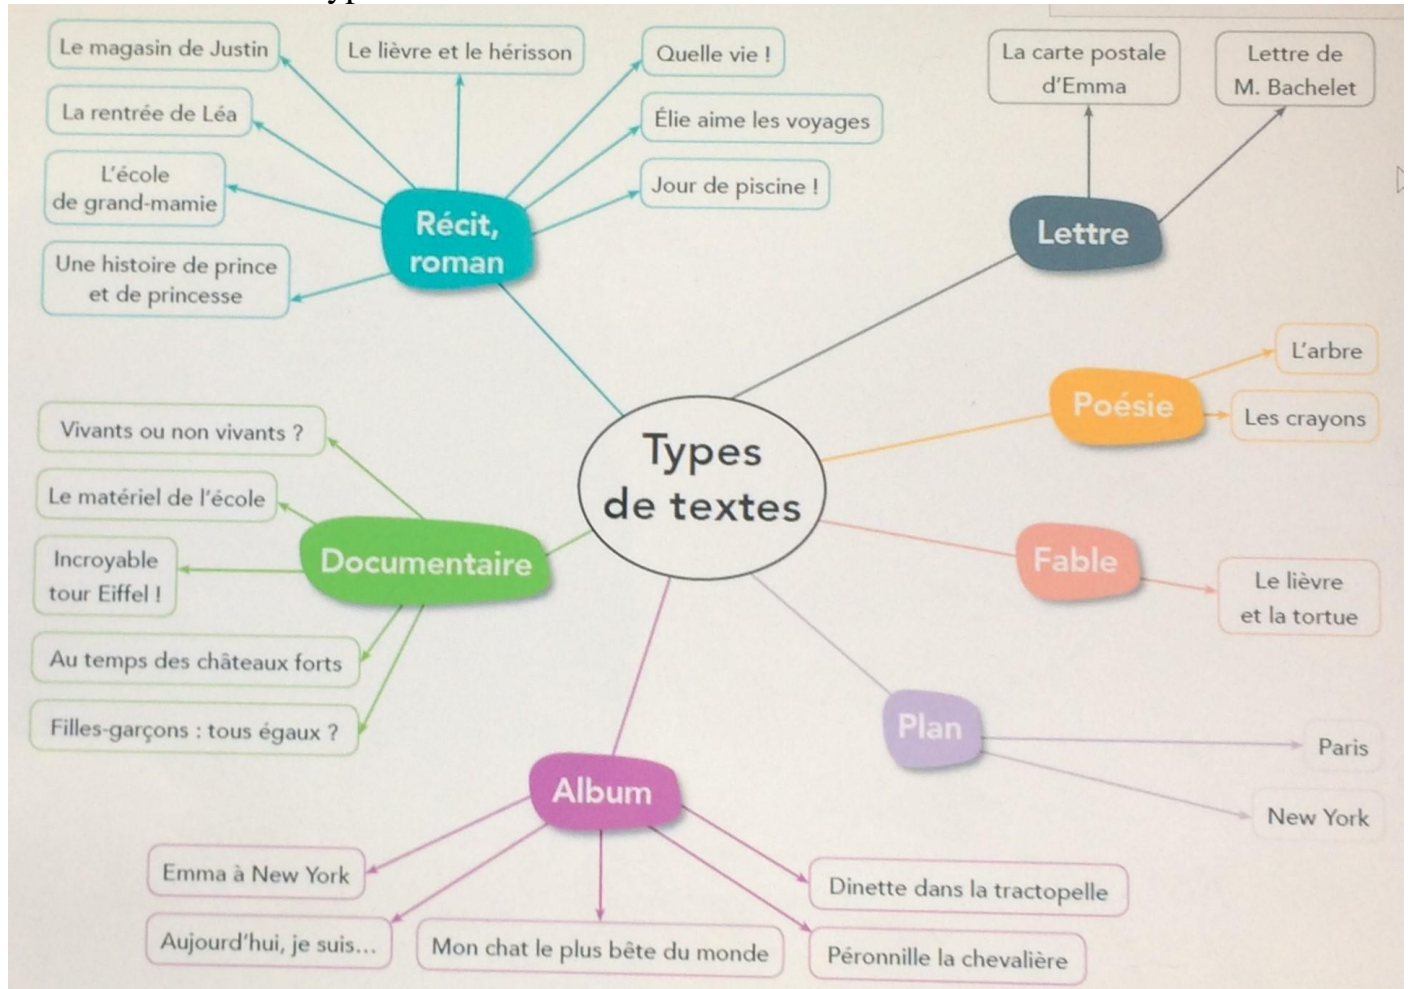 Le magasin de Justin
Le lièvre et le hérisson
Quelle vie !
La carte postale
d'Emma
Lettre de
M. Bachelet
La rentrée de Léa
Élie aime les voyages
L'école
de grand-mamie
Jour de piscine !
Récit,
roman
Lettre
Une histoire de prince
et de princesse
L'arbre
Poésie
Les crayons
Vivants ou non vivants ?
Types
de textes
Le matériel de l'école
Documentaire
Incroyable
tour Eiffel !
Fable
Le lièvre
et la tortue
Au temps des châteaux forts
Filles-garçons : tous égaux ?
Plan
Paris
New York
Album
Emma à New York
Dinette dans la tractopelle
Aujourd'hui, je suis...
Mon chat le plus bête du monde
Péronnille la chevalière